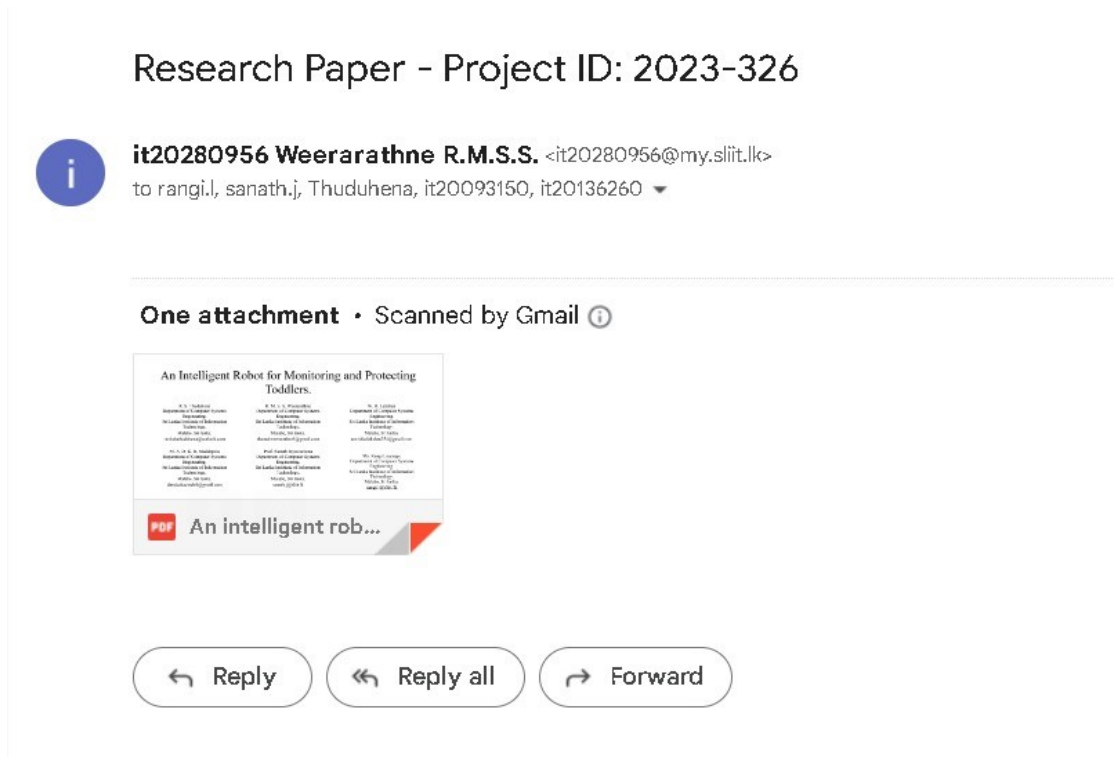 Research Paper - Project ID: 2023-326
i
it20280956 Weerarathne R.M.S.S. <it20280956@my.sliit.lk>
to rangi.l, sanath.j, Thuduhena, it20093150, it20136260
One attachment • Scanned by Gmail
An Intelligent Robot for Monitoring and Protecting
Toddlers.
PDF An intelligent rob...
Reply Reply all Forward